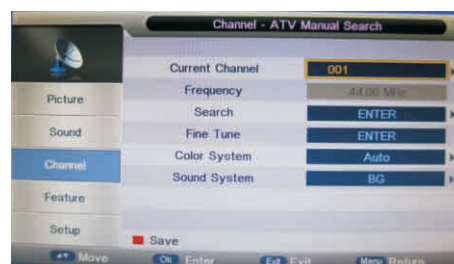 Channel - ATV Manual Search
Current Channel 001
Picture
Frequency 44.00 MHz
Search ENTER
Sound
Fine Tune ENTER
Channel
Color System Auto
Sound System BG
Feature
Setup
Save
Move Ok Enter Exit Exit Menu Return